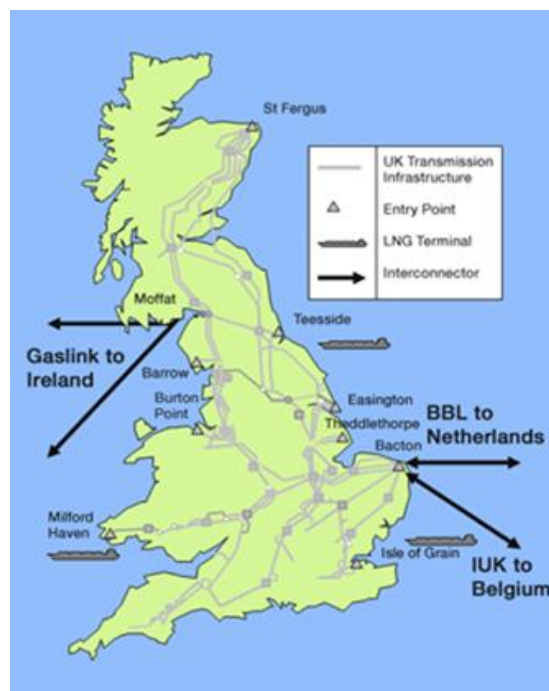 St Fergus
UK Transmission
Infrastructure
Entry Point
LNG Terminal
Interconnector
Moffat
Teesside
Gaslink to
Ireland
Barrow
Burton
Point
Easington
Theddlethorpe
BBL to
Netherlands
Bacton
Milford
Haven
Isle of Grain
IUK to
Belgium